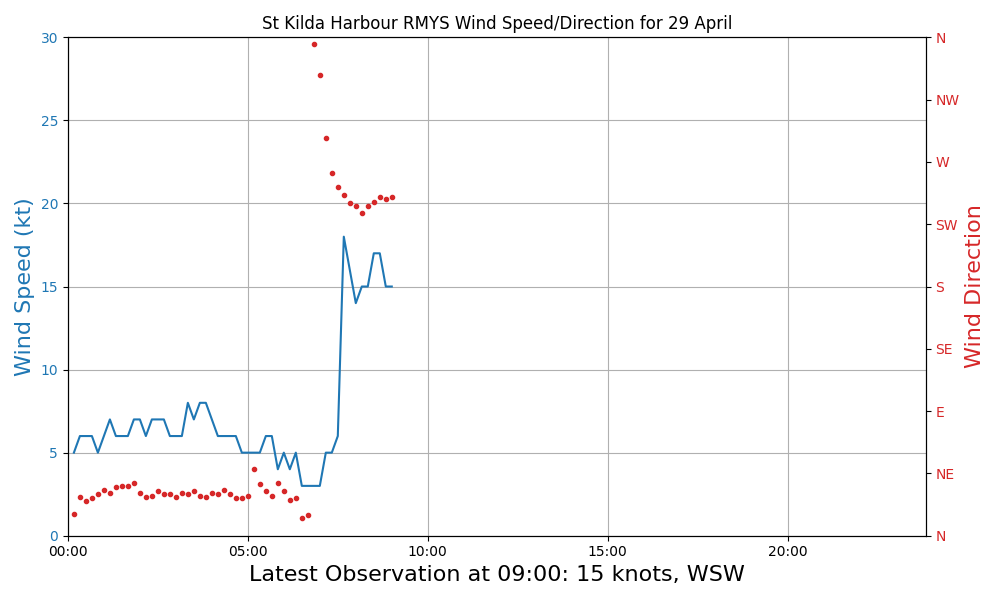 St Kilda Harbour RMYS Wind Speed/Direction for 29 April
30
25
20
15
10
5
0
Wind Speed (kt)
N
NW
W
SW
S
SE
E
NE
N
Wind Direction
00:00 05:00 10:00 15:00 20:00
Latest Observation at 09:00: 15 knots, WSW